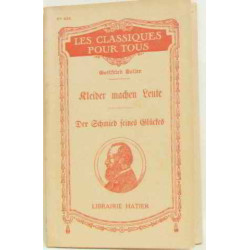 LES CLASSIQUES
POUR TOUS
Gottfried Keller
Kleider machen Leute
Der Schmied seines Glückes
LIBRAIRIE HATIER